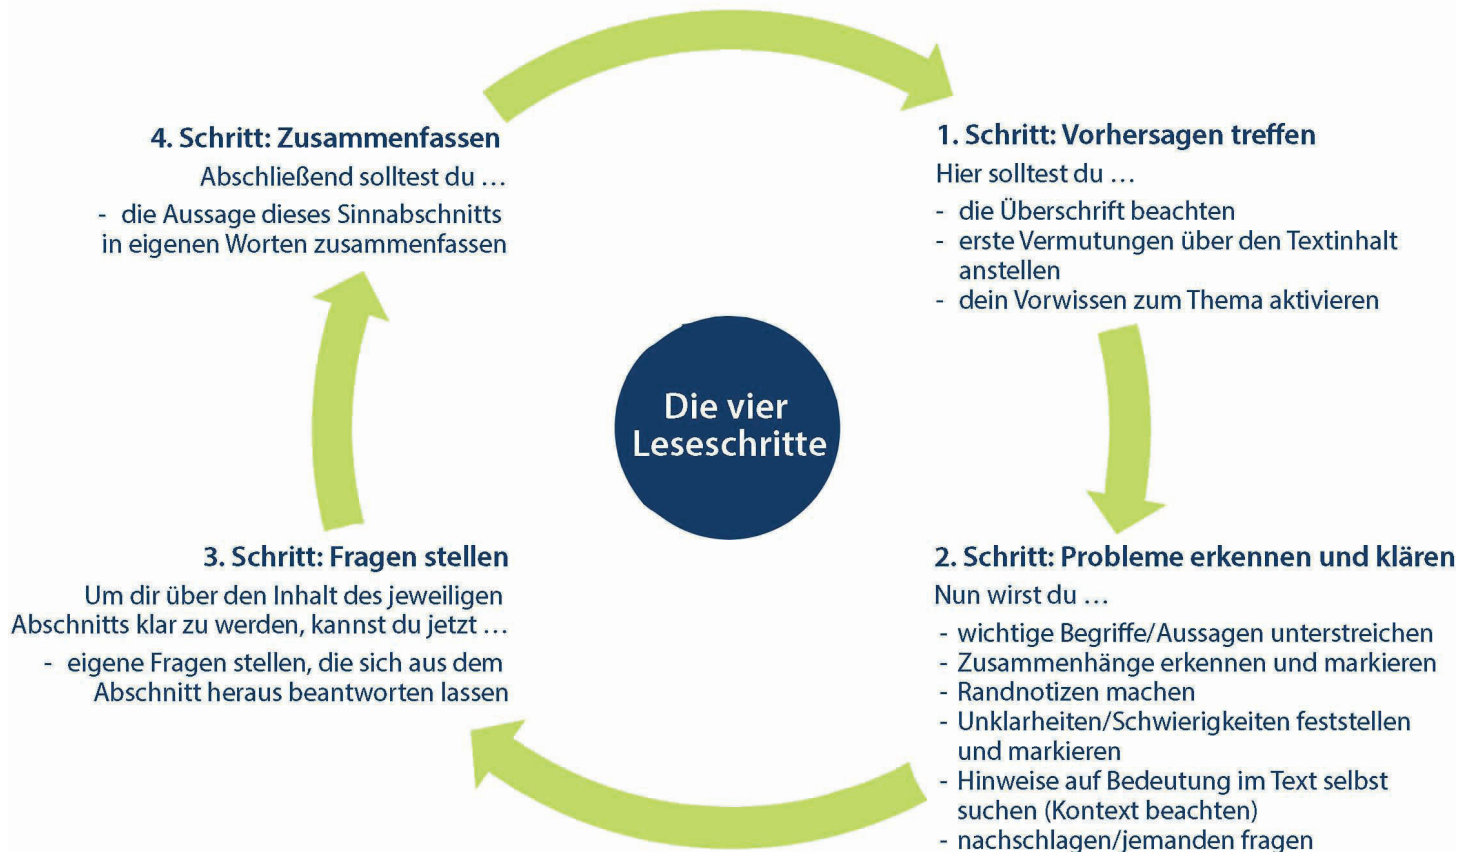 1. Schritt: Vorhersagen treffen
Hier solltest du …
- die Überschrift beachten
- erste Vermutungen über den Textinhalt
anstellen
- dein Vorwissen zum Thema aktivieren
2. Schritt: Probleme erkennen und klären
Nun wirst du …
- wichtige Begriffe/Aussagen unterstreichen
- Zusammenhänge erkennen und markieren
- Randnotizen machen
- Unklarheiten/Schwierigkeiten feststellen
und markieren
- Hinweise auf Bedeutung im Text selbst
suchen (Kontext beachten)
- nachschlagen/jemanden fragen
3. Schritt: Fragen stellen
Um dir über den Inhalt des jeweiligen
Abschnitts klar zu werden, kannst du jetzt …
- eigene Fragen stellen, die sich aus dem
Abschnitt heraus beantworten lassen
4. Schritt: Zusammenfassen
Abschließend solltest du …
- die Aussage dieses Sinnabschnitts
in eigenen Worten zusammenfassen
Die vier
Leseschritte